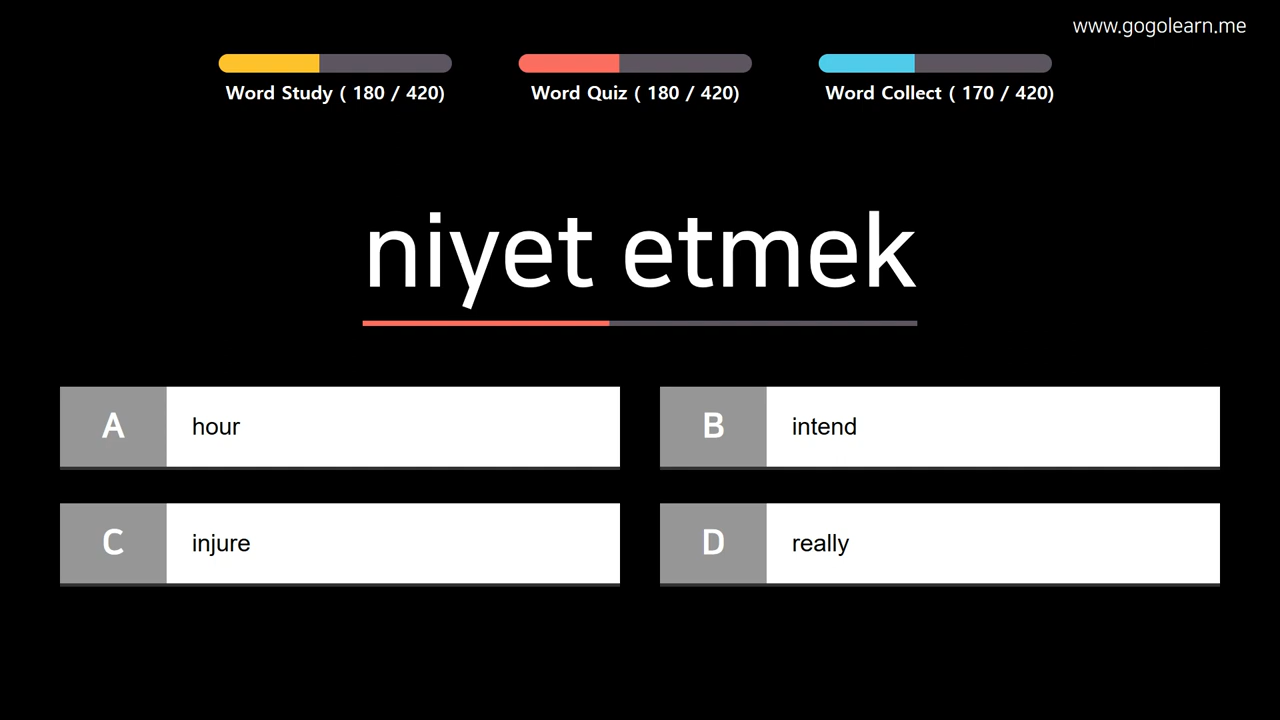 www.gogolearn.me
Word Study ( 180 / 420)
Word Quiz ( 180 / 420)
Word Collect ( 170 / 420)
niyet etmek
A hour
B intend
C injure
D really